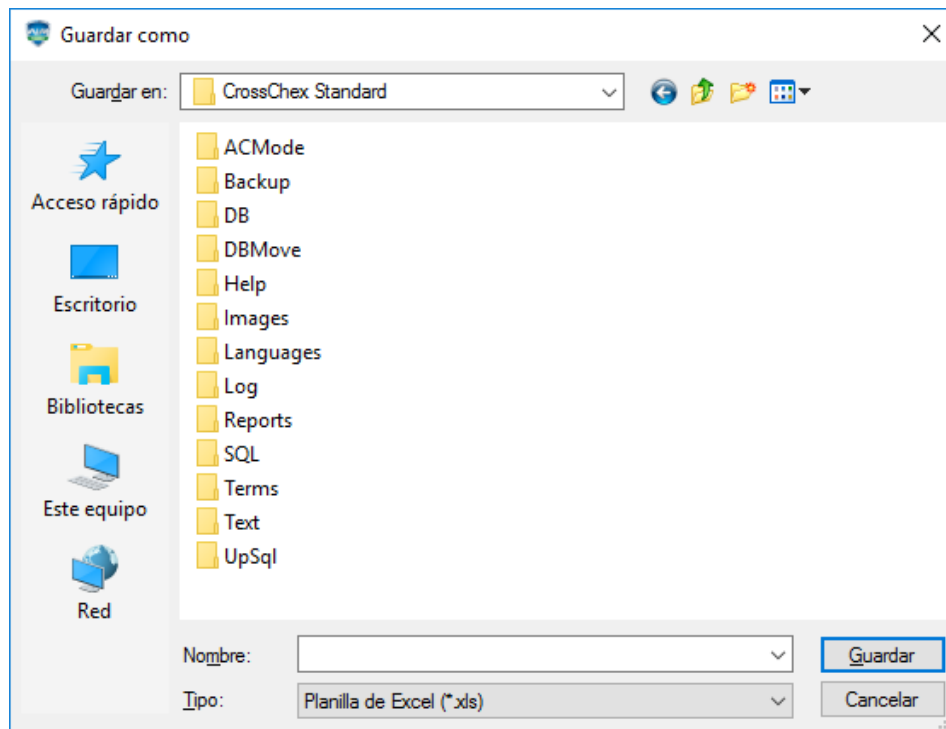 Guardar como
Guardar en: CrossChex Standard
Acceso rápido
Escritorio
Bibliotecas
Este equipo
Red
ACMode
Backup
DB
DBMove
Help
Images
Languages
Log
Reports
SQL
Terms
Text
UpSql
Nombre:
Guardar
Tipo: Planilla de Excel (*.xls)
Cancelar